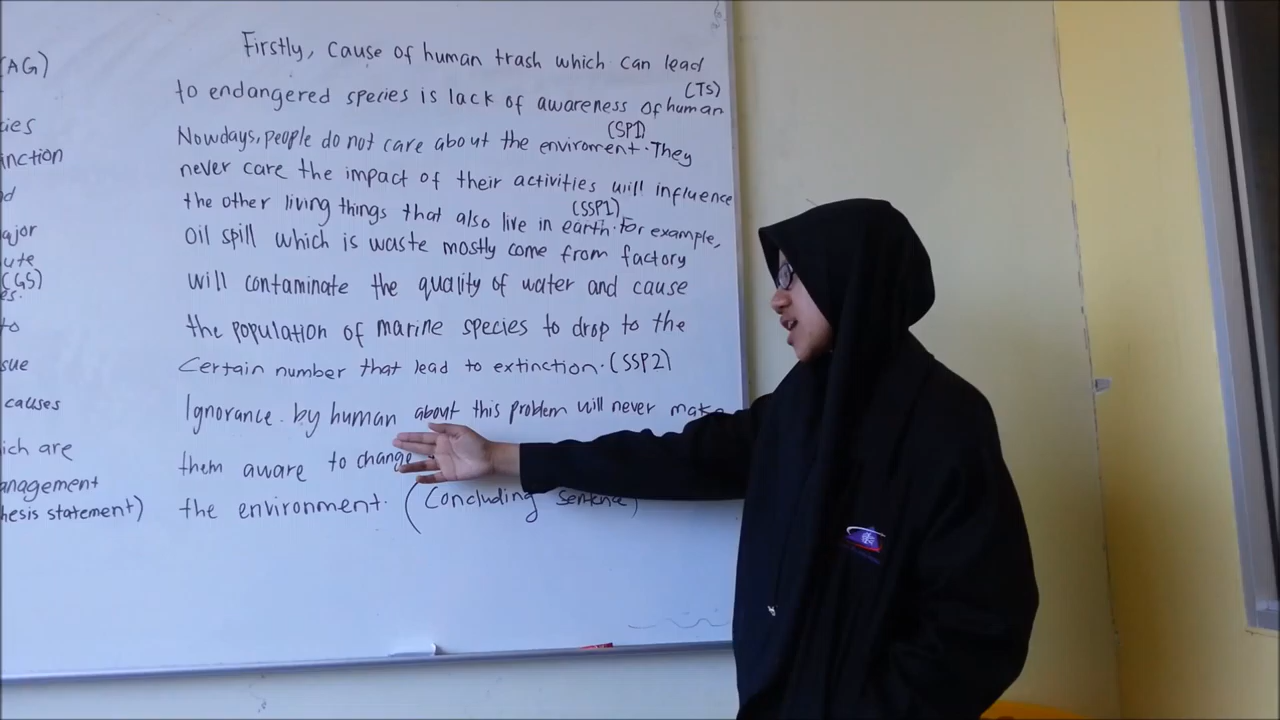 (AG)
cies
inction
ajor
ute
(GS)
es.
to
sue
causes
ich are
anagement
hesis statement)
Firstly, cause of human trash which can lead
(TS)
to endangered species is lack of awareness of human
(SP1)
Nowdays, people do not care about the enviroment. They
never care the impact of their activities will influence
(SSP1)
the other living things that also live in earth. For example,
Oil spill which is waste mostly come from factory
will contaminate the quality of water and cause
the population of marine species to drop to the
Certain number that lead to extinction. (SSP2)
Ignorance by human about this problem will never make
them aware to change
the environment. (Concluding Sentence)